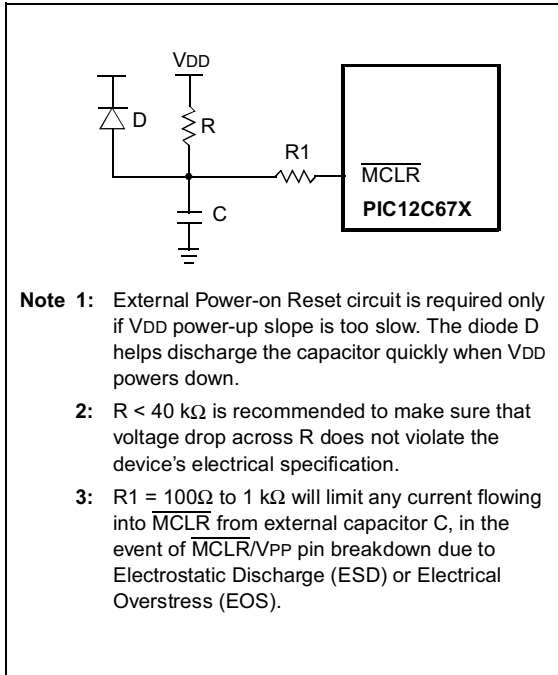 VDD
D
R
R1
MCLR
PIC12C67X
C
Note 1: External Power-on Reset circuit is required only
if VDD power-up slope is too slow. The diode D
helps discharge the capacitor quickly when VDD
powers down.
2: R < 40 kΩ is recommended to make sure that
voltage drop across R does not violate the
device's electrical specification.
3: R1 = 100Ω to 1 kΩ will limit any current flowing
into MCLR from external capacitor C, in the
event of MCLR/VPP pin breakdown due to
Electrostatic Discharge (ESD) or Electrical
Overstress (EOS).